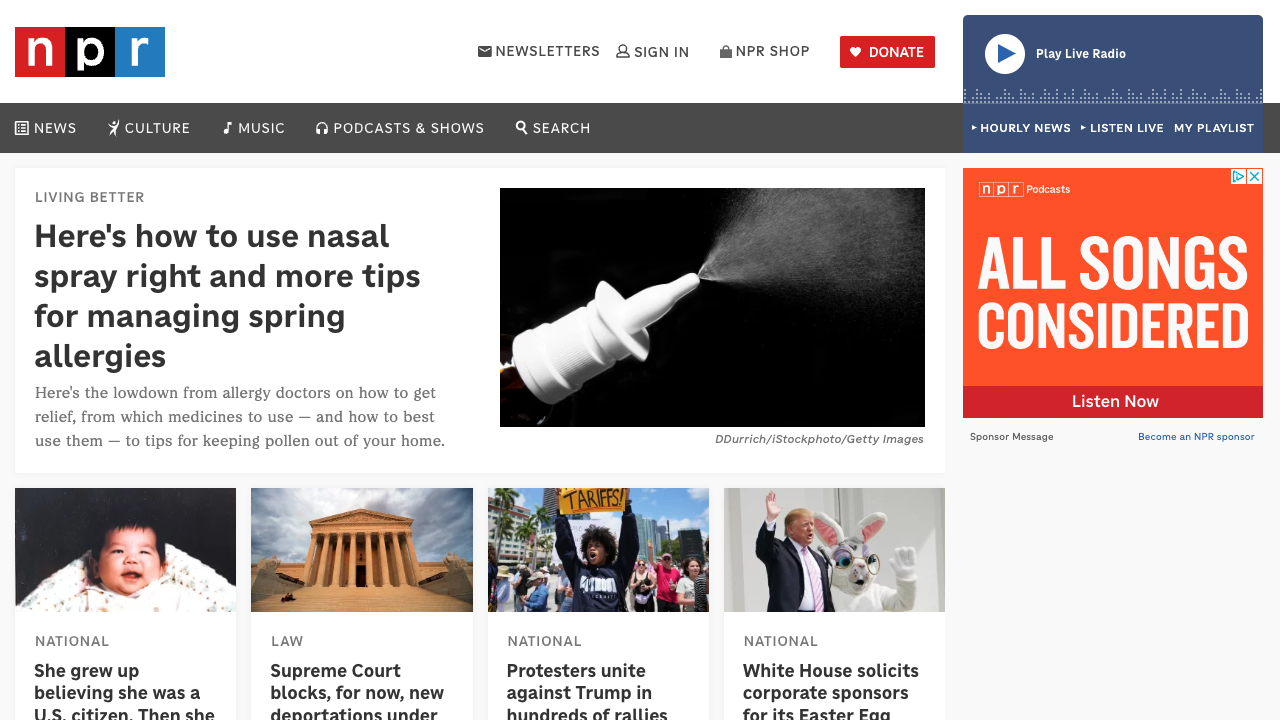 npr
NEWSLETTERS
SIGN IN
NPR SHOP
DONATE
Play Live Radio
NEWS
CULTURE
MUSIC
PODCASTS & SHOWS
SEARCH
HOURLY NEWS
LISTEN LIVE
MY PLAYLIST
LIVING BETTER
Here's how to use nasal
spray right and more tips
for managing spring
allergies
Here's the lowdown from allergy doctors on how to get
relief, from which medicines to use — and how to best
use them — to tips for keeping pollen out of your home.
DDurrich/iStockphoto/Getty Images
npr Podcasts
ALL SONGS
CONSIDERED
Listen Now
Sponsor Message
Become an NPR sponsor
TARIFFS!
NATIONAL
She grew up
believing she was a
U.S. citizen. Then she
LAW
Supreme Court
blocks, for now, new
deportations under
NATIONAL
Protesters unite
against Trump in
hundreds of rallies
NATIONAL
White House solicits
corporate sponsors
for its Easter Egg